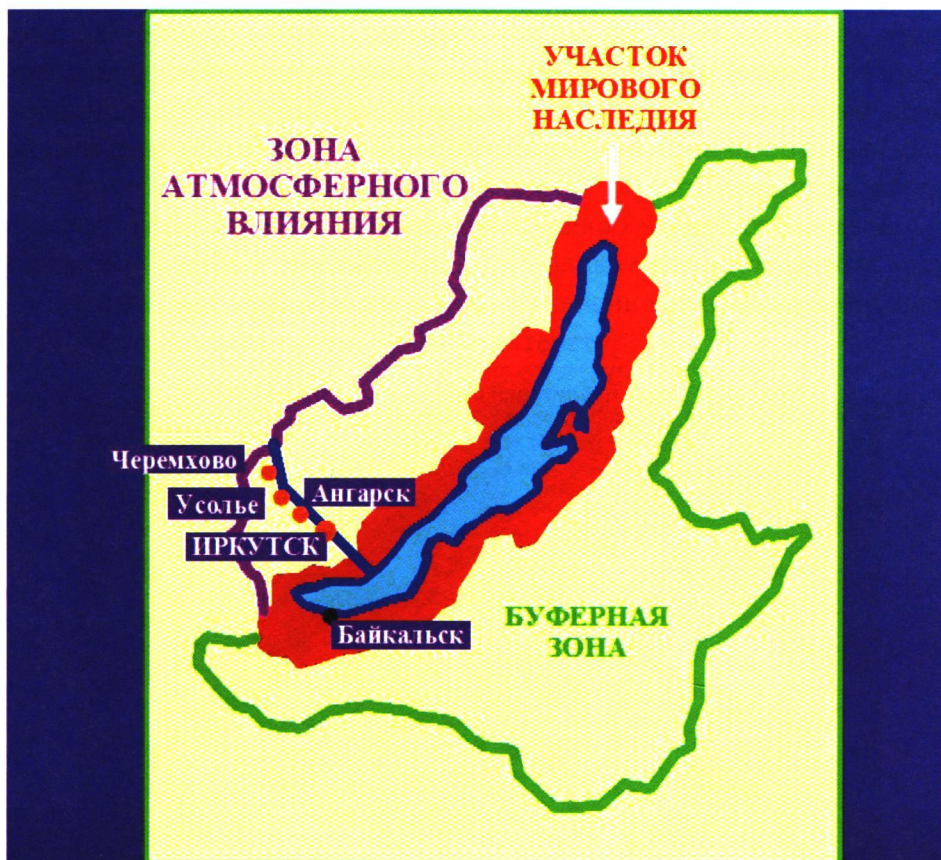 УЧАСТОК
МИРОВОГО
НАСЛЕДИЯ
ЗОНА
АТМОСФЕРНОГО
ВЛИЯНИЯ
Черемхово
Усолье
Ангарск
ИРКУТСК
Байкальск
БУФЕРНАЯ
ЗОНА